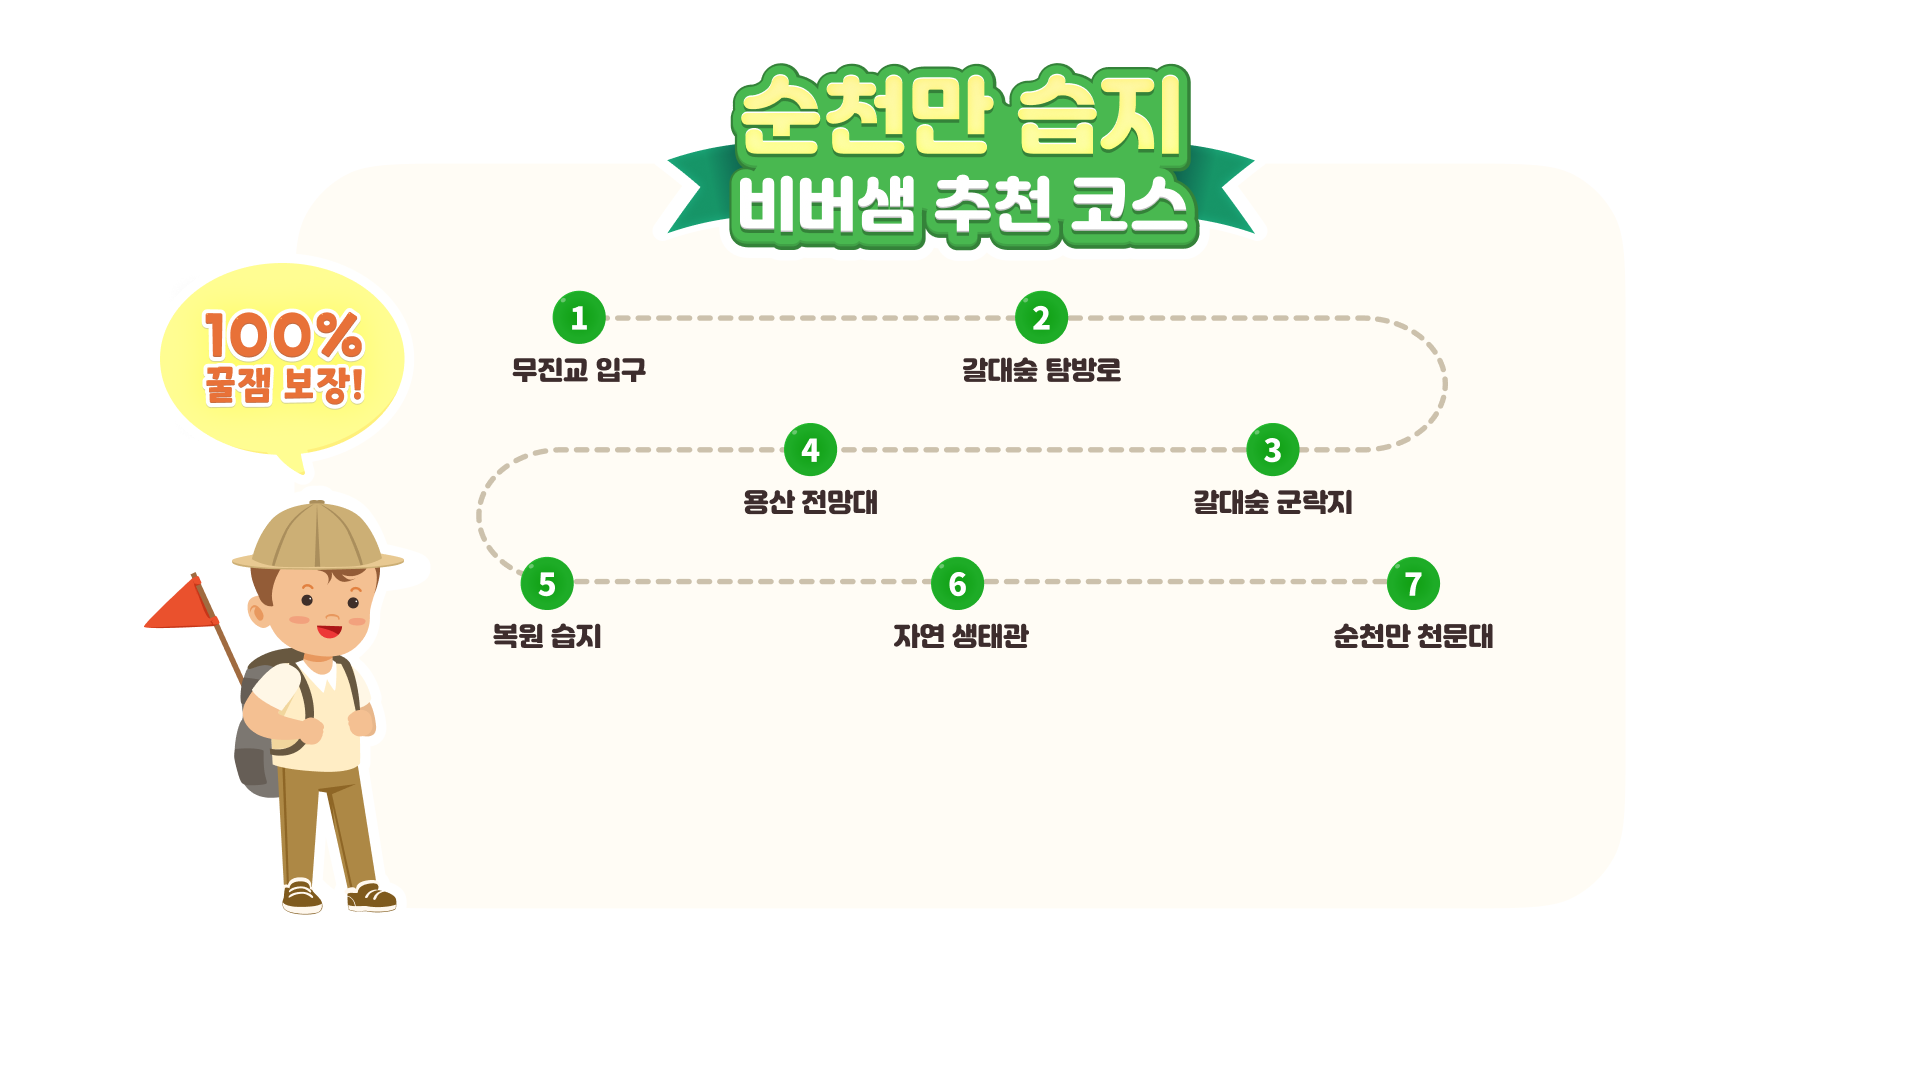 순천만 습지
비버샘 추천 코스
100%
꿀잼 보장!
1
무진교 입구
2
갈대숲 탐방로
3
갈대숲 군락지
4
용산 전망대
5
복원 습지
6
자연 생태관
7
순천만 천문대